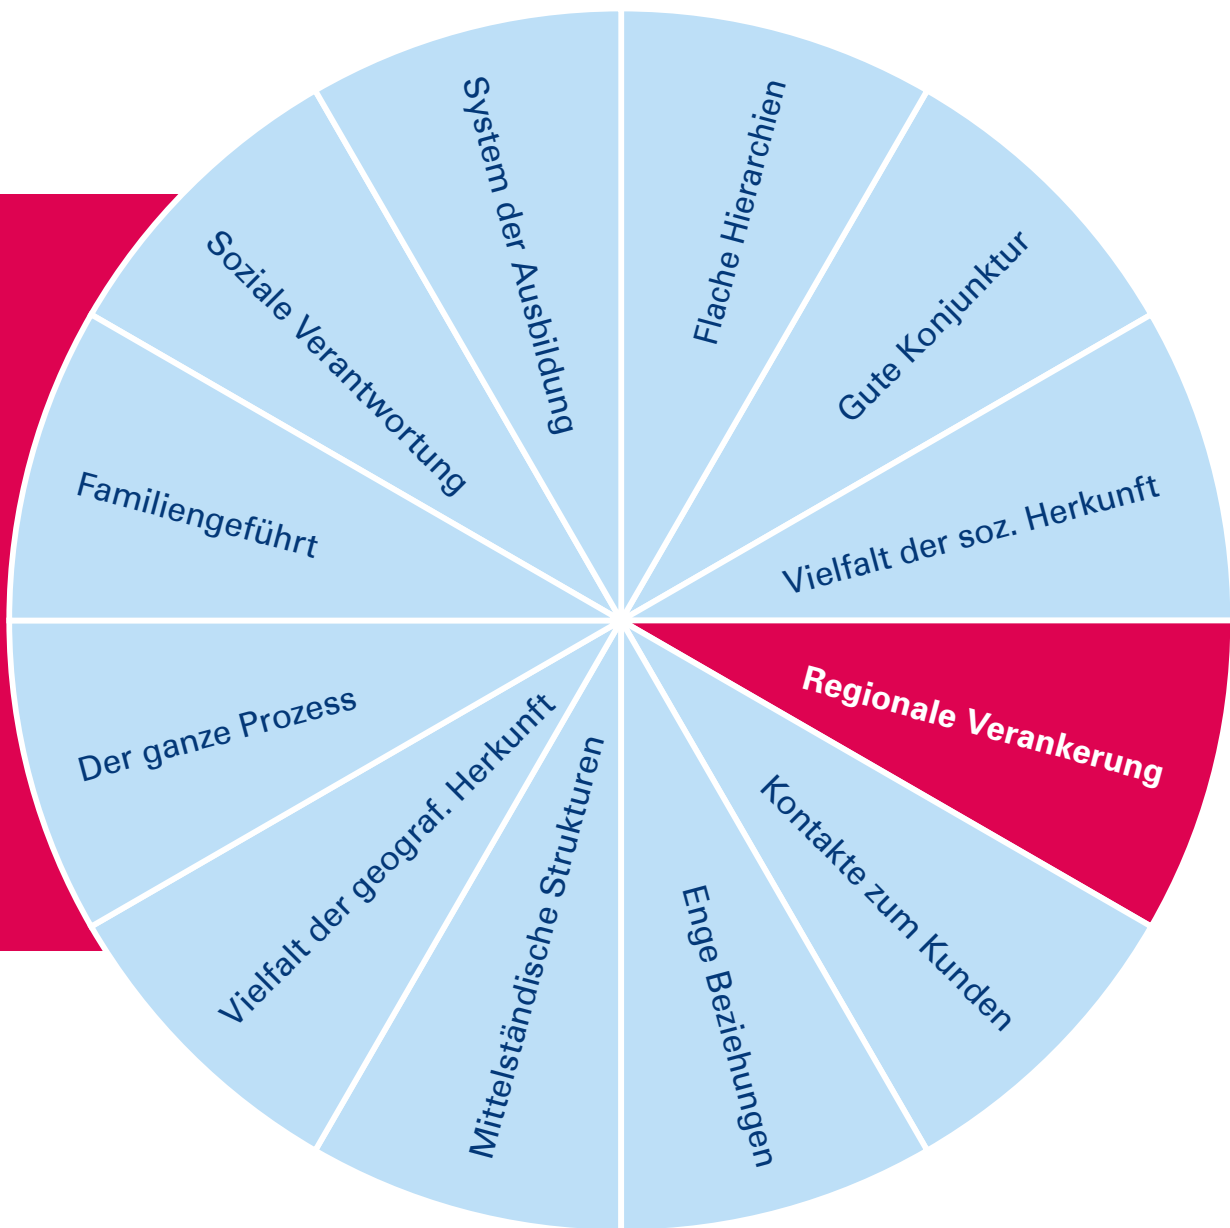 Flache Hierarchien
Gute Konjunktur
Vielfalt der soz. Herkunft
Regionale Verankerung
Kontakte zum Kunden
Enge Beziehungen
Mittelständische Strukturen
Vielfalt der geograf. Herkunft
Der ganze Prozess
Familiengeführt
Soziale Verantwortung
System der Ausbildung